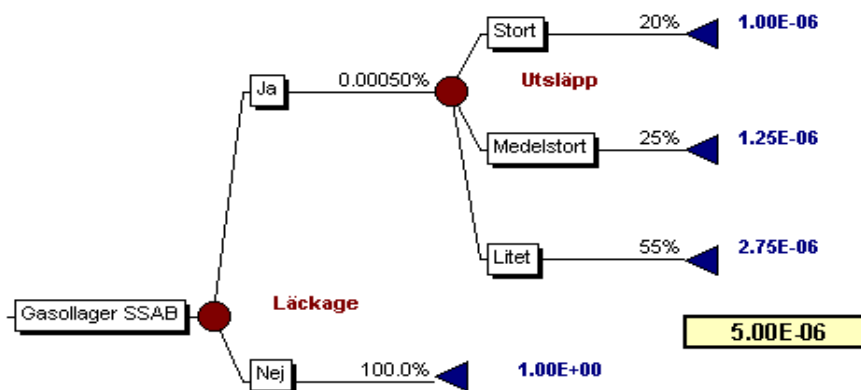 Stort 20% 1.00E-06
Ja 0.00050% Utsläpp
Medelstort 25% 1.25E-06
Litet 55% 2.75E-06
Gasollager SSAB Läckage
5.00E-06
Nej 100.0% 1.00E+00